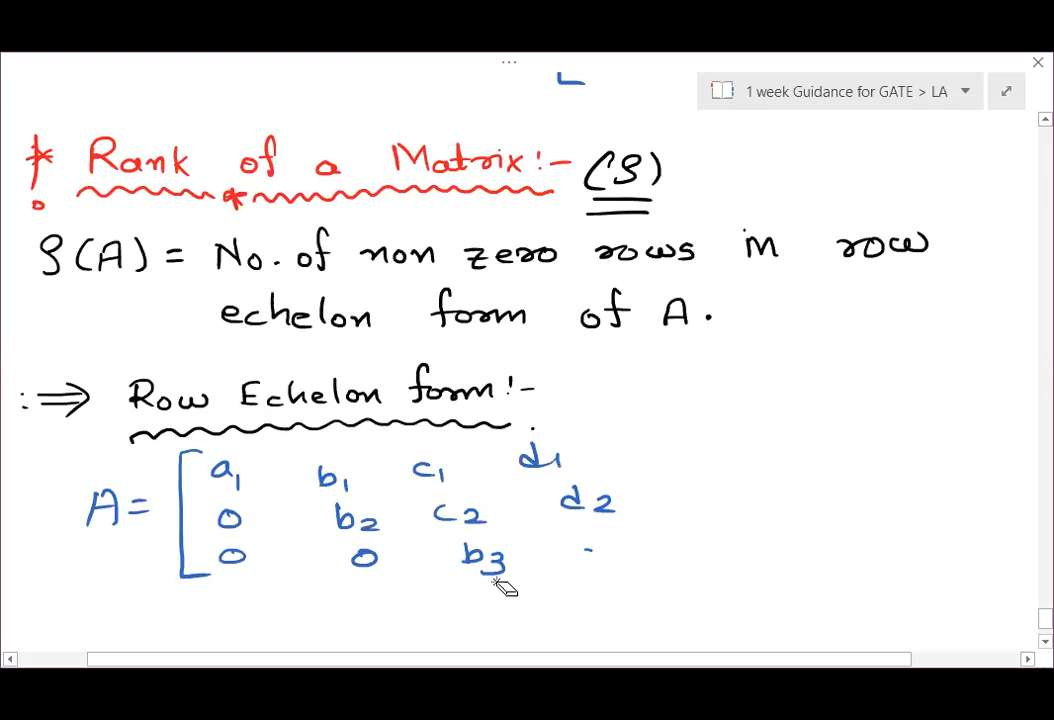 1 week Guidance for GATE > LA
* Rank of a Matrix :- (ρ)
ρ(A) = No. of non zero rows in row
echelon form of A.
:⇒ Row Echelon form :-
a1 b1 c1 d1
A = [ 0 b2 c2 d2
0 0 b3 -